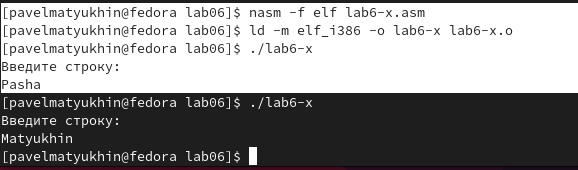 [pavelmatyukhin@fedora lab06]$ nasm -f elf lab6-x.asm
[pavelmatyukhin@fedora lab06]$ ld -m elf_i386 -o lab6-x lab6-x.o
[pavelmatyukhin@fedora lab06]$ ./lab6-x
Введите строку:
Pasha
[pavelmatyukhin@fedora lab06]$ ./lab6-x
Введите строку:
Matyukhin
[pavelmatyukhin@fedora lab06]$